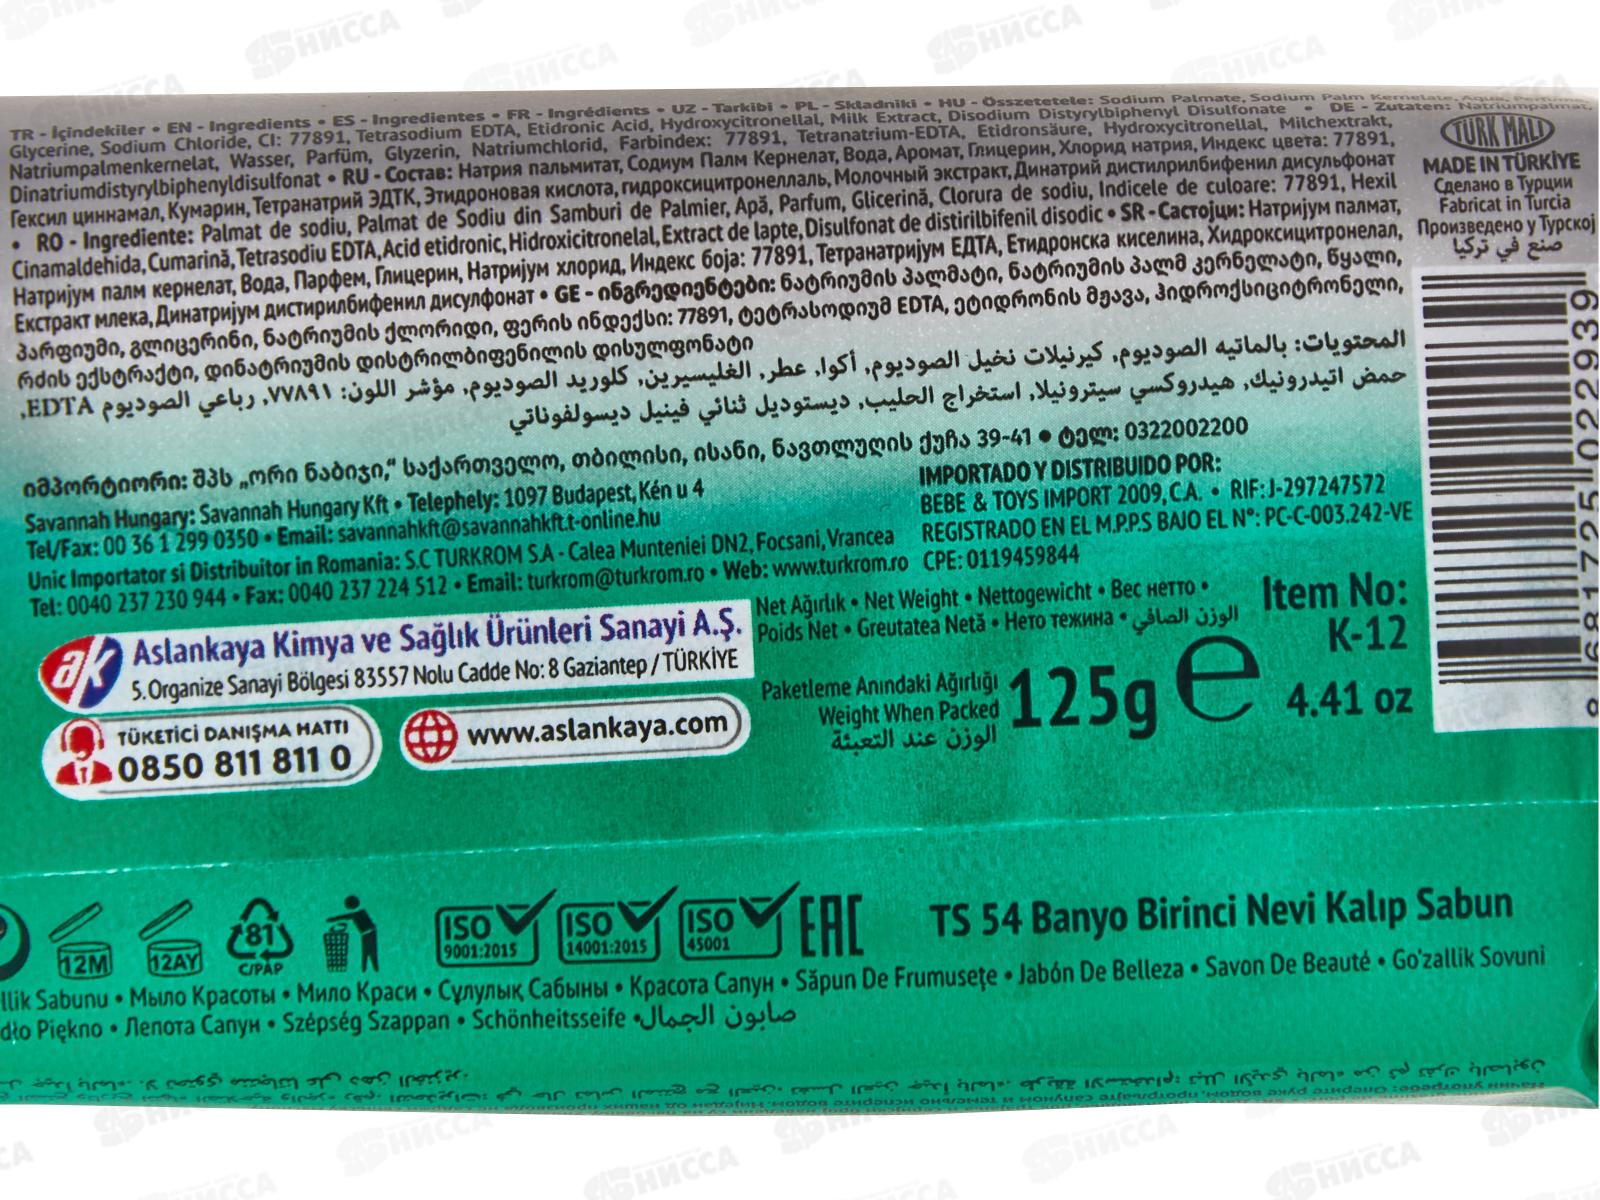 TR - İçindekiler • EN - Ingredients • ES - Ingredientes • FR - Ingrédients • UZ - Tarkibi • PL - Składniki • HU - Összetetele: Sodium Palmate, Sodium Palm Kernelate, Aqua,
Glycerine, Sodium Chloride, CI: 77891, Tetrasodium EDTA, Etidronic Acid, Hydroxycitronellal, Milk Extract, Disodium Distyrylbiphenyl Disulfonate • DE - Zutaten: Natriumpalmitat,
Natriumpalmenkernelat, Wasser, Parfüm, Glyzerin, Natriumchlorid, Farbindex: 77891, Tetranatrium-EDTA, Etidronsäure, Hydroxycitronellal, Milchextrakt,
Dinatriumdistyrylbiphenyldisulfonat • RU - Состав: Натрия пальмитат, Содиум Палм Кернелат, Вода, Аромат, Глицерин, Хлорид натрия, Индекс цвета: 77891,
Гексил циннамал, Кумарин, Тетранатрий ЭДТК, Этидроновая кислота, гидроксицитронеллаль, Молочный экстракт, Динатрий дистилрилбифенил дисульфонат
• RO - Ingrediente: Palmat de sodiu, Palmat de Sodiu din Samburi de Palmier, Apă, Parfum, Glicerină, Clorura de sodiu, Indicele de culoare: 77891, Hexil
Cinamaldehida, Cumarină, Tetrasodiu EDTA, Acid etidronic, Hidroxicitronelal, Extract de lapte, Disulfonat de distirilbifenil disodic • SR - Састојци: Натријум палмат,
Натријум палм кернелат, Вода, Парфем, Глицерин, Натријум хлорид, Индекс боја: 77891, Тетранатријум ЕДТА, Етидронска киселина, Хидроксицитронелал,
Екстракт млека, Динатријум дистирилбифенил дисулфонат • GE - ინგრედიენტები: ნატრიუმის პალმატი, ნატრიუმის პალმ კერნელატი, წყალი,
პარფიუმი, გლიცერინი, ნატრიუმის ქლორიდი, ფერის ინდექსი: 77891, ტეტრასოდიუმ EDTA, ეტიდრონის მჟავა, ჰიდროქსიციტრონელი,
რძის ექსტრაქტი, დინატრიუმის დისტრილბიფენილის დისულფონატი
المحتويات: بالماتيه الصوديوم, كيرنيلات نخيل الصوديوم, أكوا, عطر, الغليسيرين, كلوريد الصوديوم, مؤشر اللون: ٧٧٨٩١, رباعي الصوديوم EDTA,
حمض اتيدرونيك, هيدروكسي سيترونيلا, استخراج الحليب, ديستوديل ثنائي فينيل ديسولفوناتي
TÜRK MALI
MADE IN TÜRKİYE
Сделано в Турции
Fabricat in Turcia
Произведено у Турској
صنع في تركيا
იმპორტიორი: შპს „ორი ნაბიჯი,“ საქართველო, თბილისი, ისანი, ნავთლუღის ქუჩა 39-41 • ტელ: 0322002200
Savannah Hungary: Savannah Hungary Kft • Telephely: 1097 Budapest, Kén u 4
Tel/Fax: 00 36 1 299 0350 • Email: savannahkft@savannahkft.t-online.hu
Unic Importator si Distribuitor in Romania: S.C TURKROM S.A - Calea Munteniei DN2, Focsani, Vrancea
Tel: 0040 237 230 944 • Fax: 0040 237 224 512 • Email: turkrom@turkrom.ro • Web: www.turkrom.ro
IMPORTADO Y DISTRIBUIDO POR:
BEBE & TOYS IMPORT 2009, C.A. • RIF: J-297247572
REGISTRADO EN EL M.P.P.S BAJO EL N°: PC-C-003.242-VE
CPE: 0119459844
ak Aslankaya Kimya ve Sağlık Ürünleri Sanayi A.Ş.
5. Organize Sanayi Bölgesi 83557 Nolu Cadde No: 8 Gaziantep / TÜRKİYE
TÜKETİCİ DANIŞMA HATTI
0850 811 811 0
www.aslankaya.com
Net Ağırlık • Net Weight • Nettogewicht • Вес нетто •
Poids Net • Greutatea Netă • Нето тежина • الوزن الصافي
Paketleme Anındaki Ağırlığı
Weight When Packed
الوزن عند التعبئة
125g e
Item No:
K-12
4.41 oz
681725 022939
12M
12AY
81
C/PAP
ISO
9001:2015
ISO
14001:2015
ISO
45001
EAC
TS 54 Banyo Birinci Nevi Kalıp Sabun
llik Sabunu • Мыло Красоты • Мило Краси • Сұлулық Сабыны • Красота Сапун • Săpun De Frumuseţe • Jabón De Belleza • Savon De Beauté • Go'zallik Sovuni
dło Piękno • Лепота Сапун • Szépség Szappan • Schönheitsseife • صابون الجمال